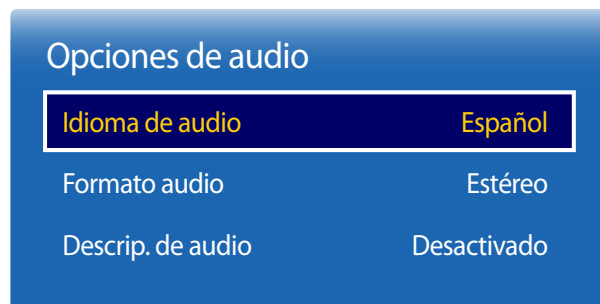 Opciones de audio
Idioma de audio Español
Formato audio Estéreo
Descrip. de audio Desactivado